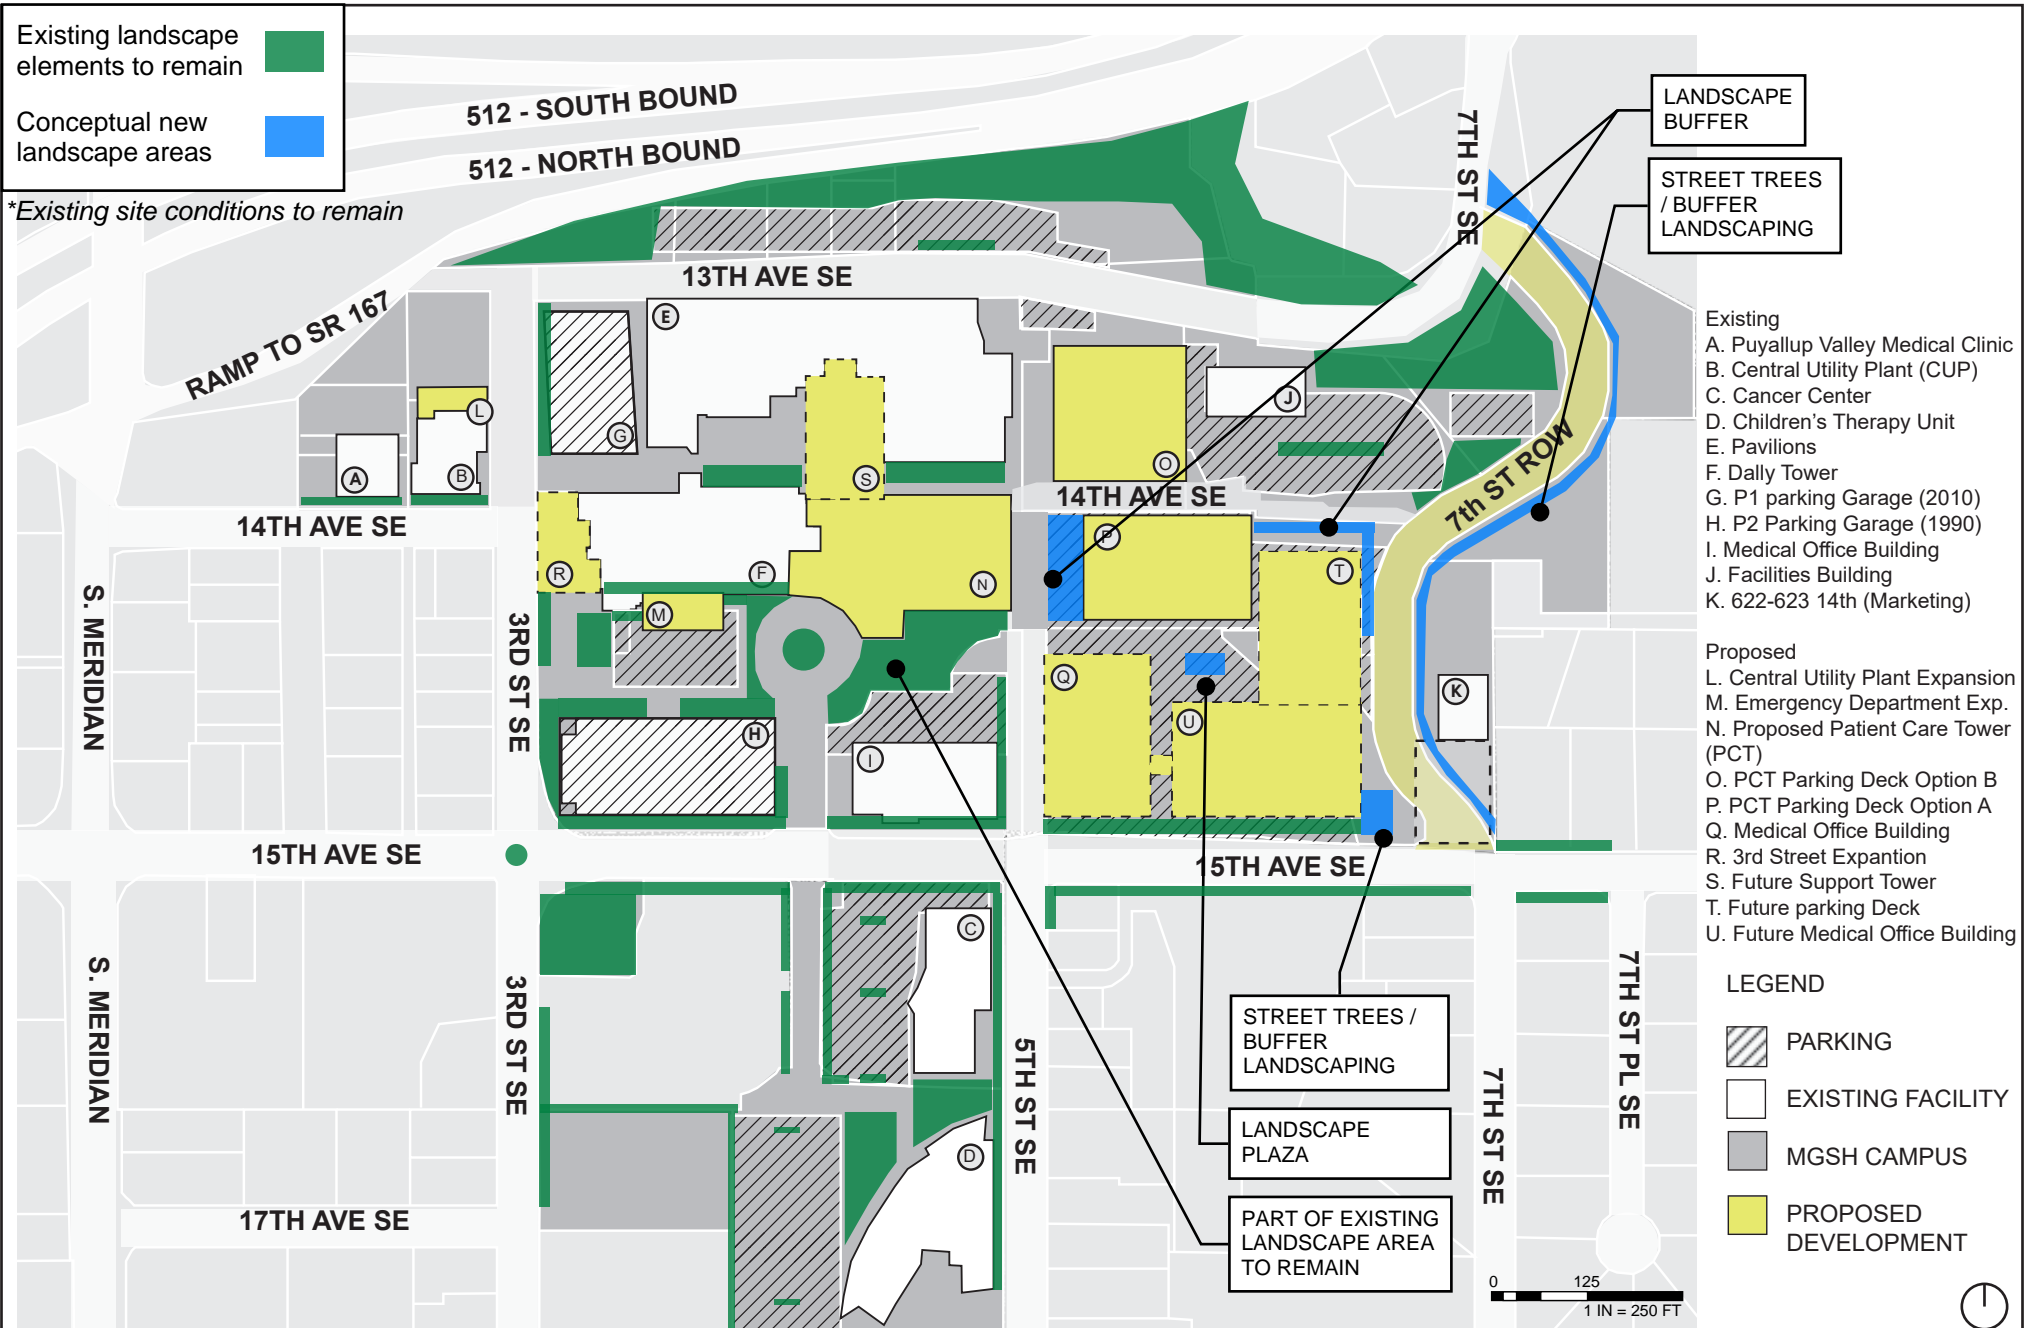 Existing landscape
elements to remain
Conceptual new
landscape areas
*Existing site conditions to remain
512 - SOUTH BOUND
512 - NORTH BOUND
RAMP TO SR 167
13TH AVE SE
7TH ST SE
LANDSCAPE
BUFFER
STREET TREES
/ BUFFER
LANDSCAPING
E
G
L
A
B
S
J
O
14TH AVE SE
14TH AVE SE
7th ST ROW
P
R
F
N
T
M
S. MERIDIAN
3RD ST SE
Q
K
H
I
U
15TH AVE SE
15TH AVE SE
C
D
S. MERIDIAN
3RD ST SE
5TH ST SE
7TH ST SE
7TH ST PL SE
17TH AVE SE
STREET TREES /
BUFFER
LANDSCAPING
LANDSCAPE
PLAZA
PART OF EXISTING
LANDSCAPE AREA
TO REMAIN
Existing
A. Puyallup Valley Medical Clinic
B. Central Utility Plant (CUP)
C. Cancer Center
D. Children's Therapy Unit
E. Pavilions
F. Dally Tower
G. P1 parking Garage (2010)
H. P2 Parking Garage (1990)
I. Medical Office Building
J. Facilities Building
K. 622-623 14th (Marketing)
Proposed
L. Central Utility Plant Expansion
M. Emergency Department Exp.
N. Proposed Patient Care Tower
(PCT)
O. PCT Parking Deck Option B
P. PCT Parking Deck Option A
Q. Medical Office Building
R. 3rd Street Expantion
S. Future Support Tower
T. Future parking Deck
U. Future Medical Office Building
LEGEND
PARKING
EXISTING FACILITY
MGSH CAMPUS
PROPOSED
DEVELOPMENT
0 125
1 IN = 250 FT